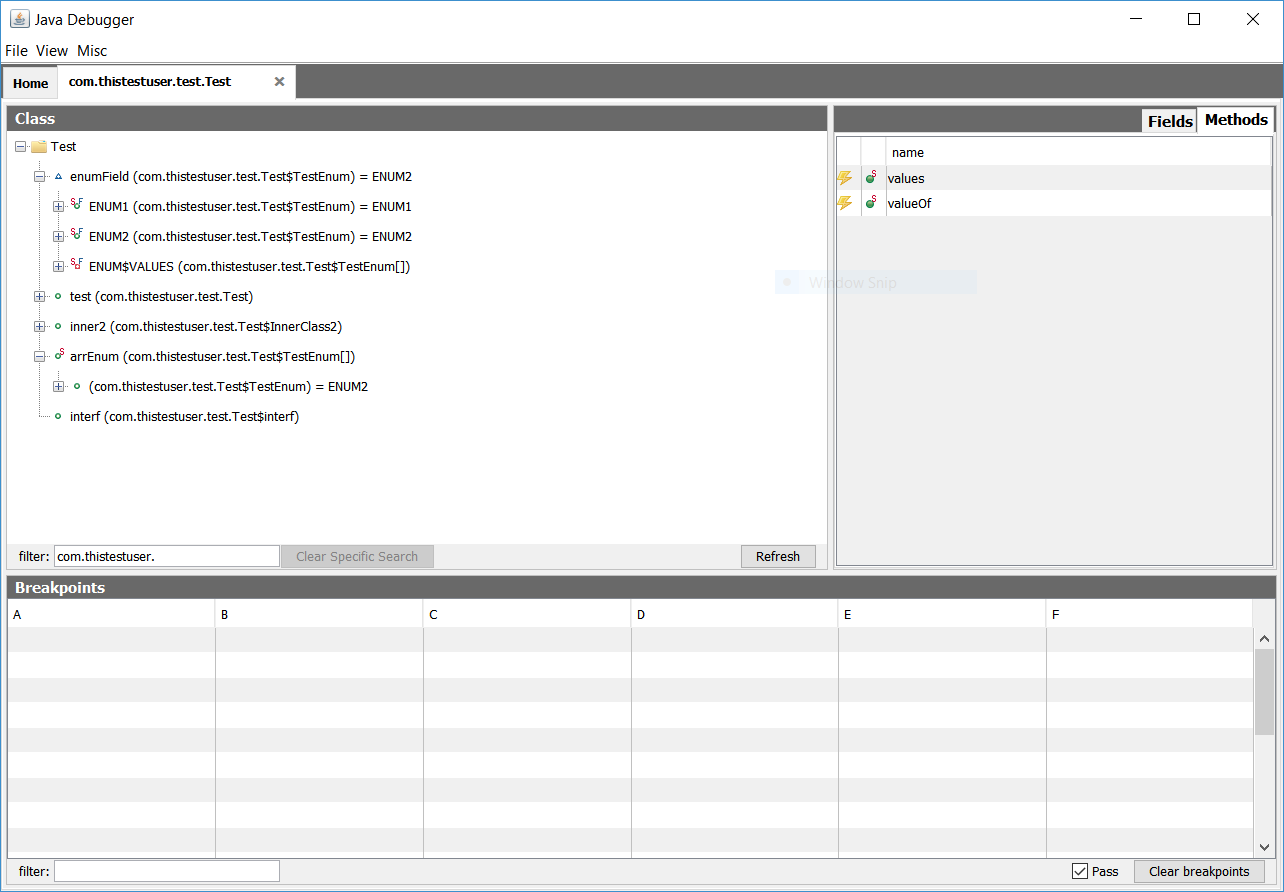 Java Debugger
File View Misc
Home com.thistestuser.test.Test
Class
Fields Methods
Test
enumField (com.thistestuser.test.Test$TestEnum) = ENUM2
ENUM1 (com.thistestuser.test.Test$TestEnum) = ENUM1
ENUM2 (com.thistestuser.test.Test$TestEnum) = ENUM2
ENUM$VALUES (com.thistestuser.test.Test$TestEnum[])
test (com.thistestuser.test.Test)
inner2 (com.thistestuser.test.Test$InnerClass2)
arrEnum (com.thistestuser.test.Test$TestEnum[])
(com.thistestuser.test.Test$TestEnum) = ENUM2
interf (com.thistestuser.test.Test$interf)
name
values
valueOf
Window Snip
filter: com.thistestuser. Clear Specific Search Refresh
Breakpoints
A B C D E F
filter: Pass Clear breakpoints